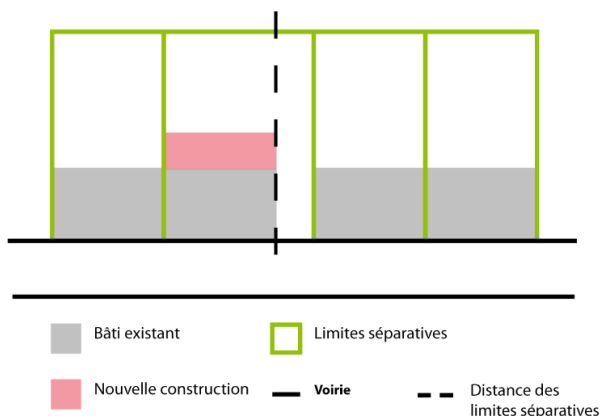 Bâti existant
Limites séparatives
Nouvelle construction
Voirie
Distance des
limites séparatives